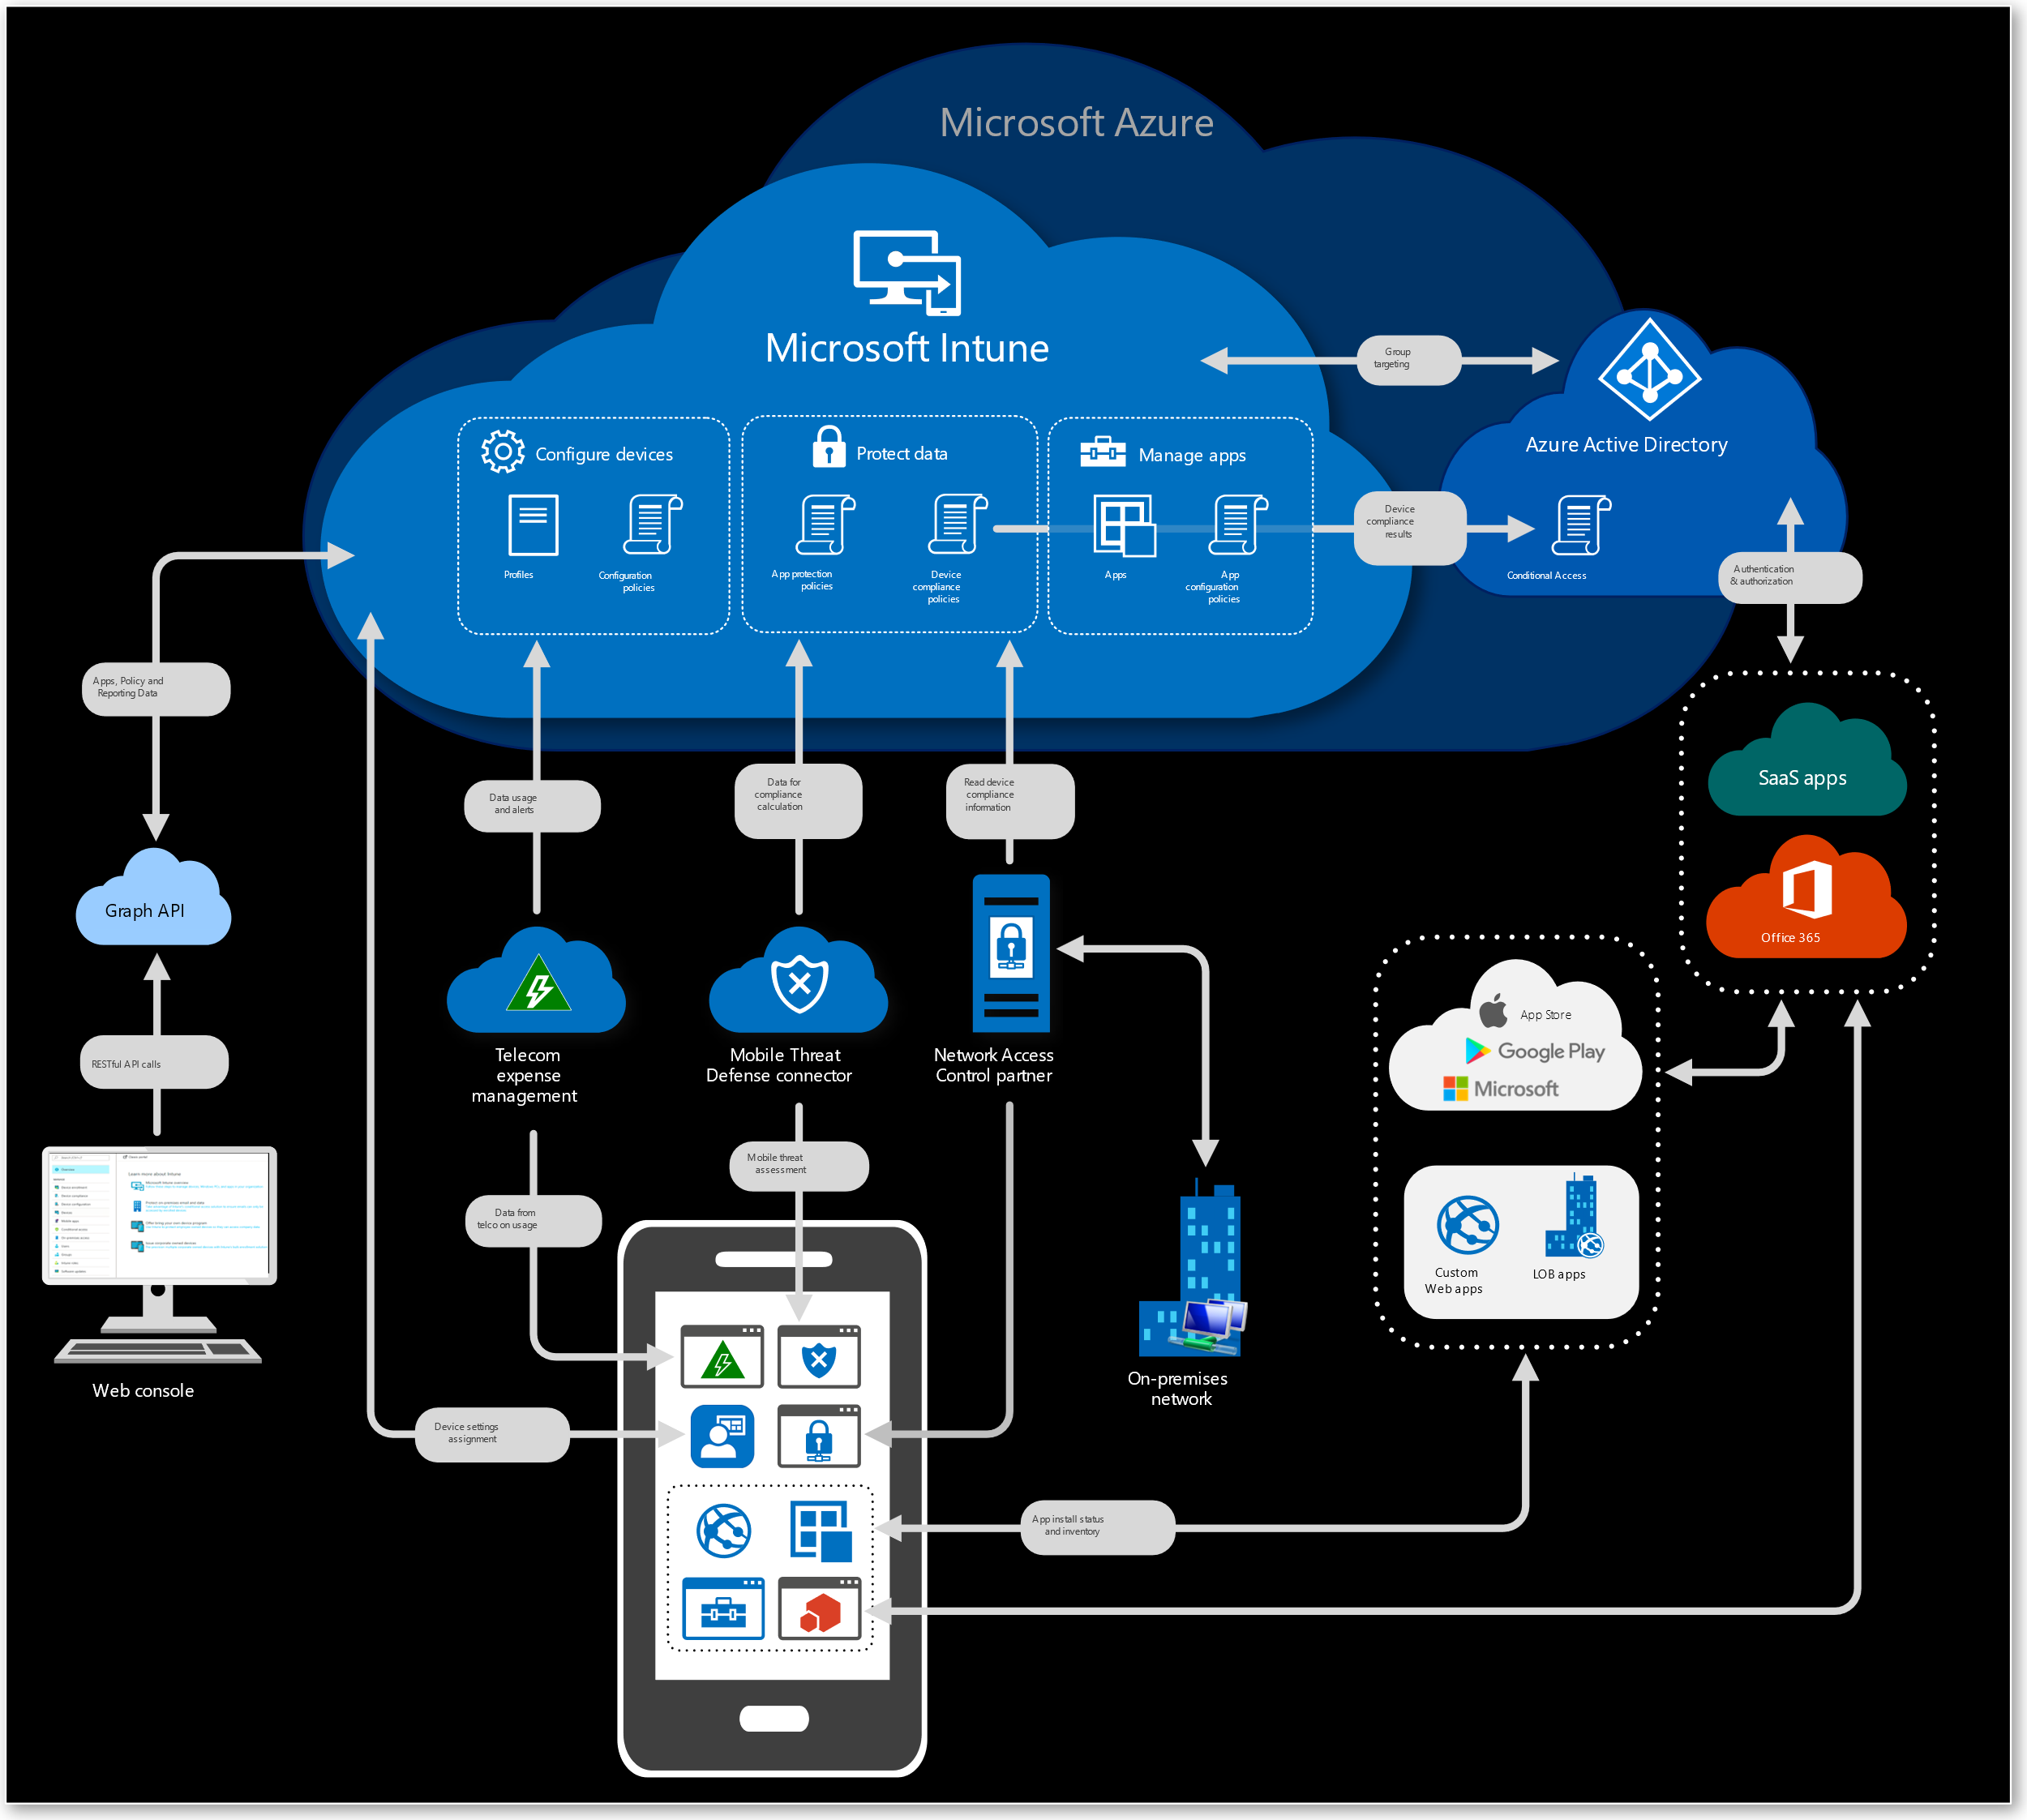 Microsoft Azure
Microsoft Intune
Group
targeting
Azure Active Directory
Configure devices
Protect data
Manage apps
Profiles
Configuration
policies
App protection
policies
Device
compliance
policies
Apps
App
configuration
policies
Device
compliance
results
Conditional Access
Authentication
& authorization
Apps, Policy and
Reporting Data
Data usage
and alerts
Data for
compliance
calculation
Read device
compliance
information
SaaS apps
Office 365
Graph API
RESTful API calls
Telecom
expense
management
Mobile Threat
Defense connector
Network Access
Control partner
App Store
Google Play
Microsoft
Mobile threat
assessment
Data from
telco on usage
Custom
Web apps
LOB apps
Learn more about Intune
Web console
On-premises
network
Device settings
assignment
App install status
and inventory